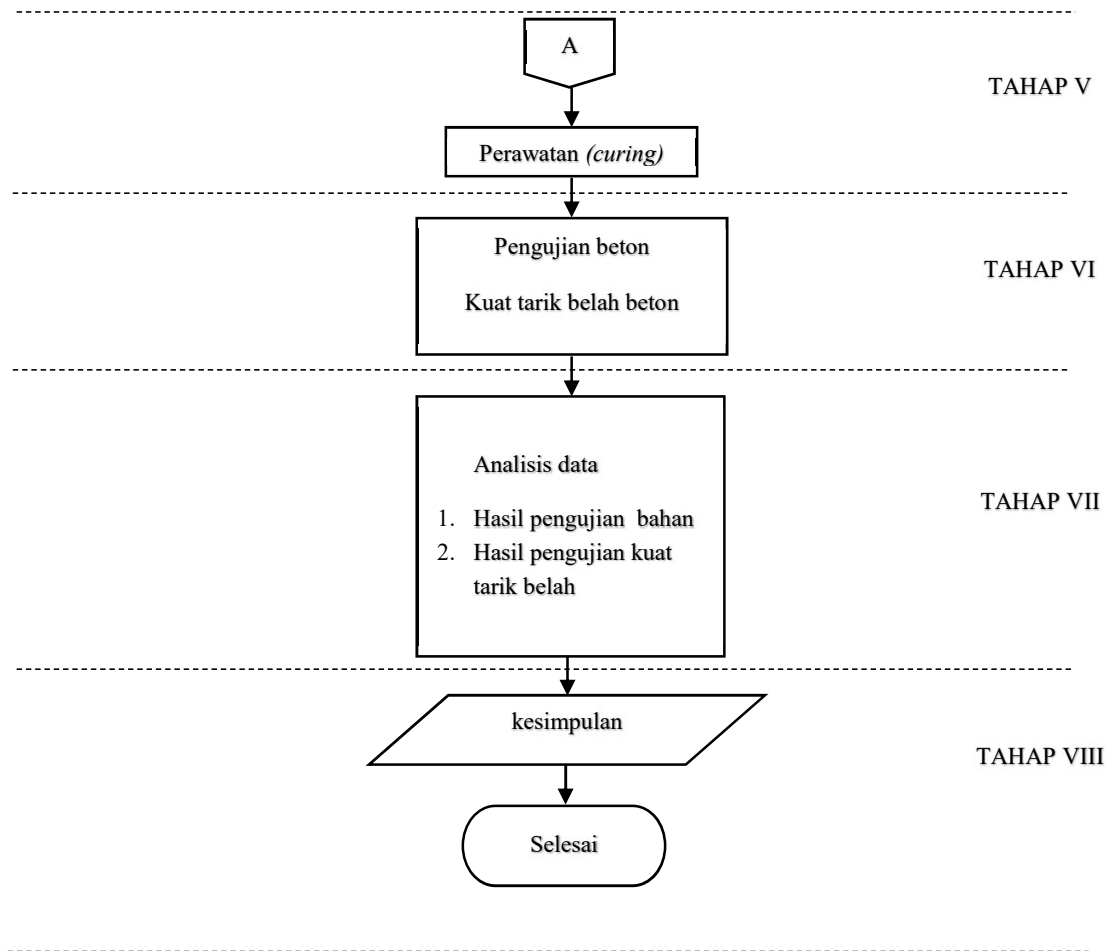 A
TAHAP V
Perawatan (curing)
Pengujian beton
TAHAP VI
Kuat tarik belah beton
Analisis data
TAHAP VII
1. Hasil pengujian bahan
2. Hasil pengujian kuat
tarik belah
kesimpulan
TAHAP VIII
Selesai